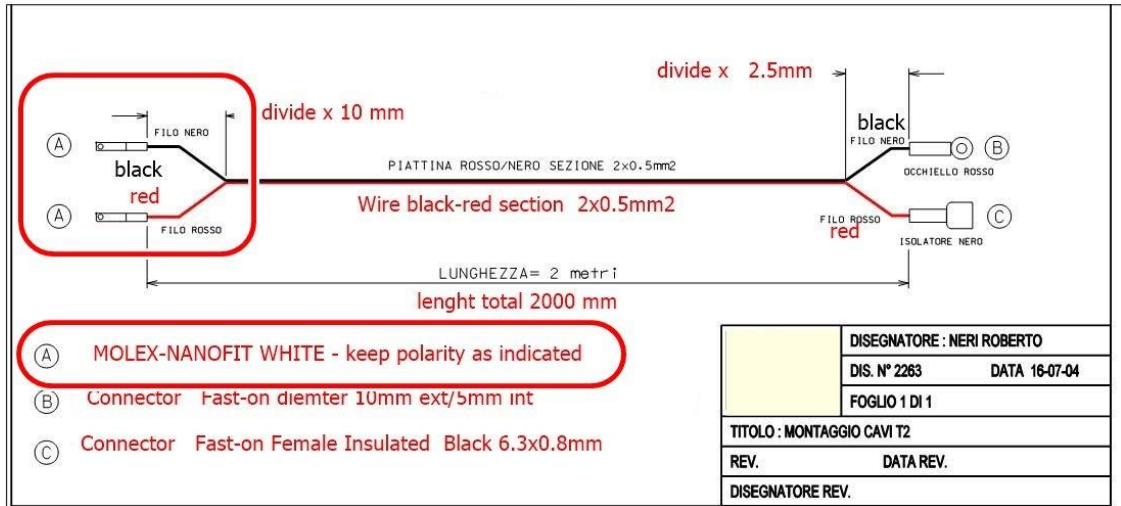 divide x 2.5mm
divide x 10 mm
A
FILO NERO
black
black
FILO NERO
B
OCCHIELLO ROSSO
PIATTINA ROSSO/NERO SEZIONE 2x0.5mm2
red
Wire black-red section 2x0.5mm2
A
FILO ROSSO
FILO ROSSO
red
C
ISOLATORE NERO
LUNGHEZZA= 2 metri
lenght total 2000 mm
A MOLEX-NANOFIT WHITE - keep polarity as indicated
B Connector Fast-on diemter 10mm ext/5mm int
C Connector Fast-on Female Insulated Black 6.3x0.8mm
DISEGNATORE : NERI ROBERTO
DIS. N° 2263 DATA 16-07-04
FOGLIO 1 DI 1
TITOLO : MONTAGGIO CAVI T2
REV. DATA REV.
DISEGNATORE REV.